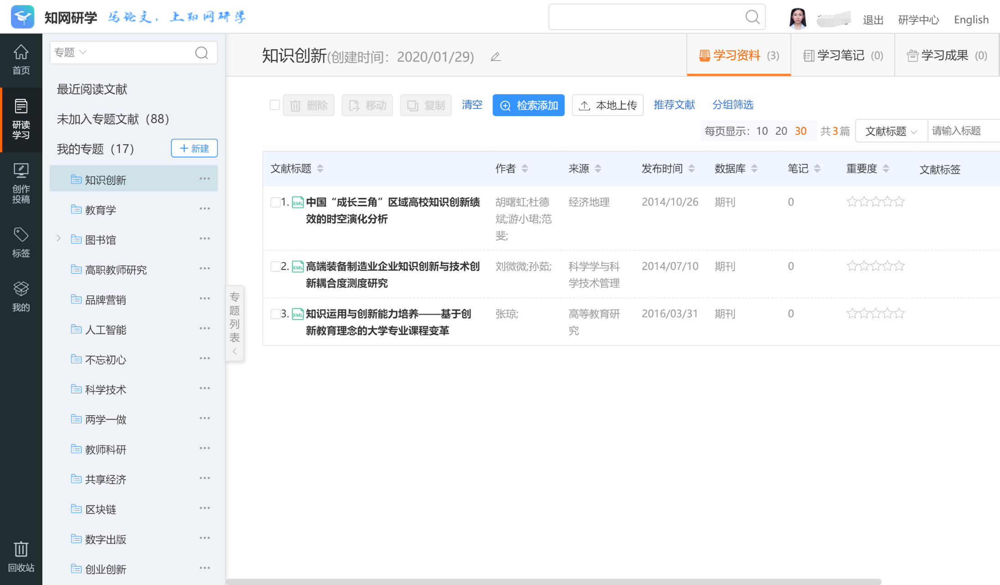 知网研学 写论文，上知网研学
退出 研学中心 English
首页
研读
学习
创作
投稿
标签
我的
回收站
专题
最近阅读文献
未加入专题文献（88）
我的专题（17）
新建
知识创新
教育学
图书馆
高职教师研究
品牌营销
人工智能
不忘初心
科学技术
两学一做
教师科研
共享经济
区块链
数字出版
创业创新
专
题
列
表
知识创新(创建时间：2020/01/29)
学习资料 (3) 学习笔记 (0) 学习成果 (0)
删除 移动 复制 清空 检索添加 本地上传 推荐文献 分组筛选
每页显示：10 20 30 共3篇 文献标题 请输入标题
文献标题 作者 来源 发布时间 数据库 笔记 重要度 文献标签
1. XML 中国“成长三角”区域高校知识创新绩 胡曙虹;杜德 经济地理 2014/10/26 期刊 0
效的时空演化分析 斌;游小珺;范
斐;
2. XML 高端装备制造业企业知识创新与技术创 刘微微;孙茹; 科学学与科 2014/07/10 期刊 0
新耦合度测度研究 学技术管理
3. XML 知识运用与创新能力培养——基于创 张琼; 高等教育研 2016/03/31 期刊 0
新教育理念的大学专业课程变革 究